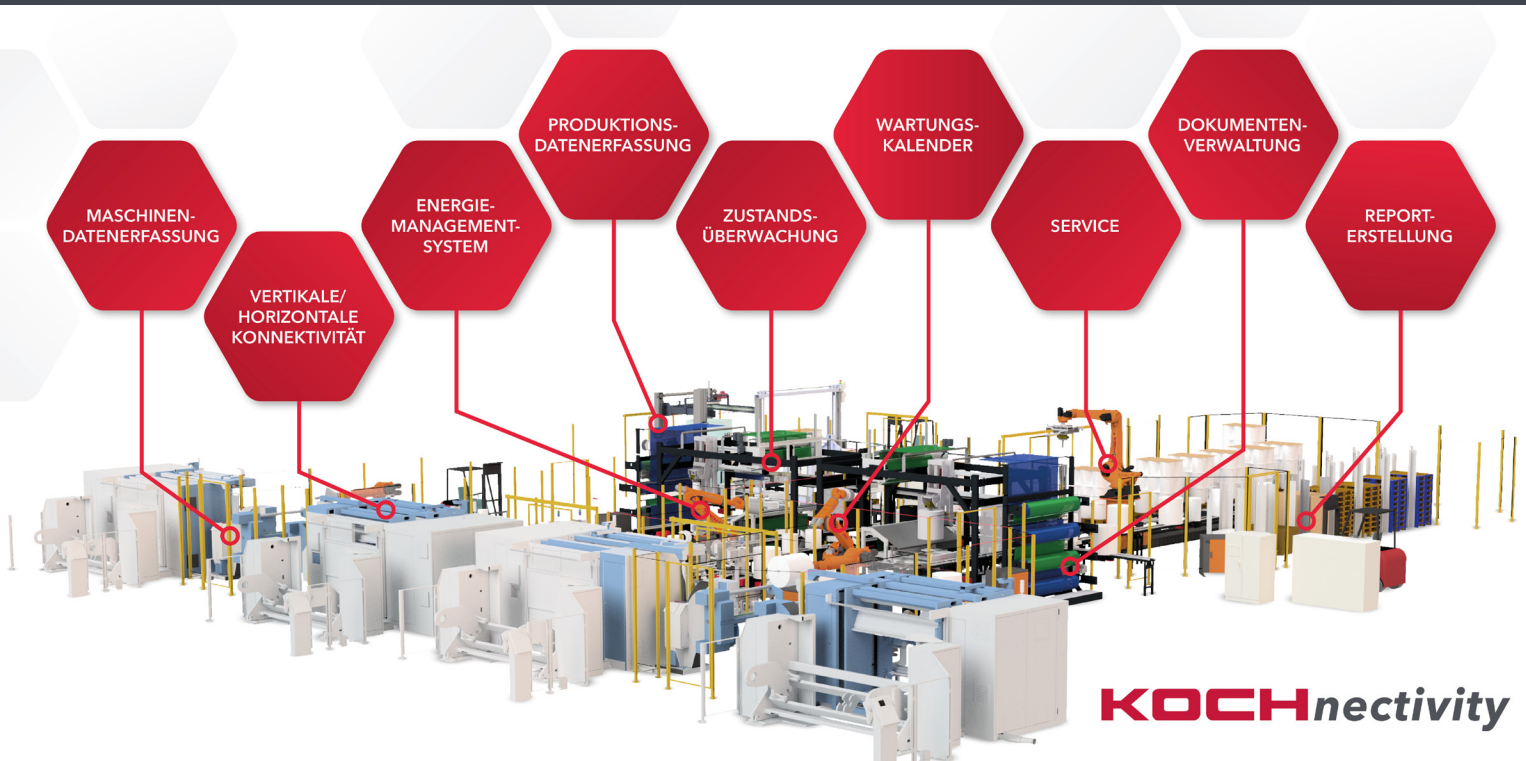 MASCHINEN-
DATENERFASSUNG
VERTIKALE/
HORIZONTALE
KONNEKTIVITÄT
ENERGIE-
MANAGEMENT-
SYSTEM
PRODUKTIONS-
DATENERFASSUNG
ZUSTANDS-
ÜBERWACHUNG
WARTUNGS-
KALENDER
SERVICE
DOKUMENTEN-
VERWALTUNG
REPORT-
ERSTELLUNG
KOCHnectivity